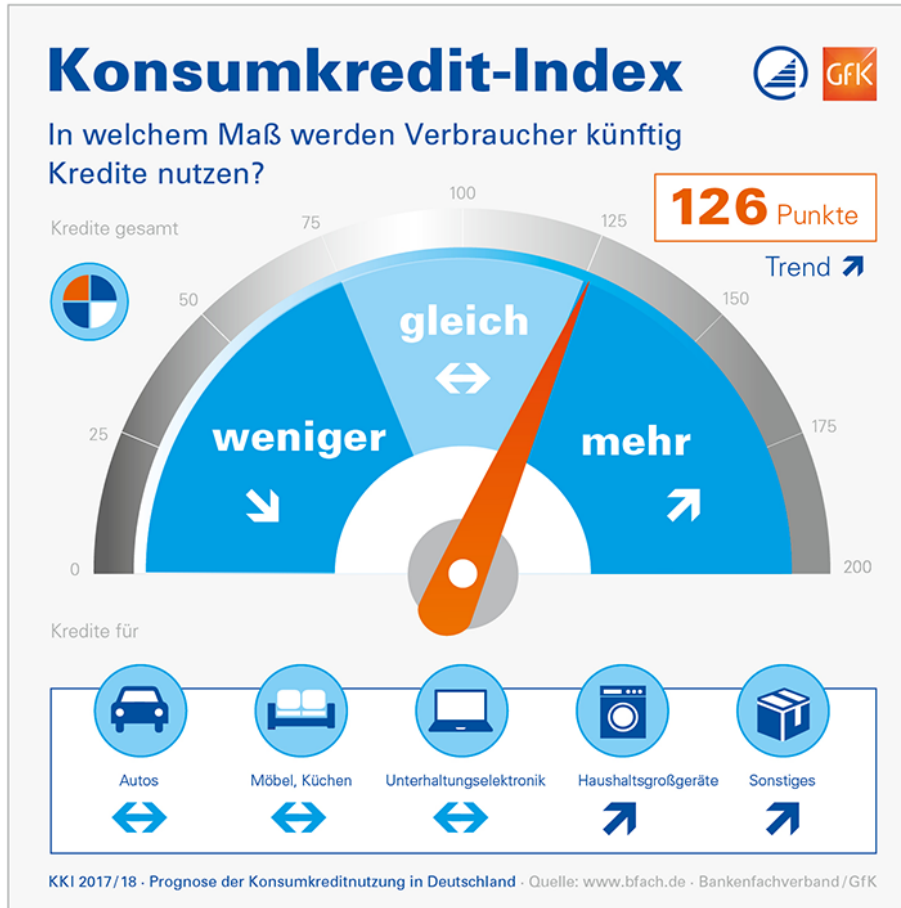 Konsumkredit-Index
GfK
In welchem Maß werden Verbraucher künftig
Kredite nutzen?
126 Punkte
Trend
Kredite gesamt
0
25
50
75
100
125
150
175
200
weniger
gleich
mehr
Kredite für
Autos
Möbel, Küchen
Unterhaltungselektronik
Haushaltsgroßgeräte
Sonstiges
KKI 2017/18 · Prognose der Konsumkreditnutzung in Deutschland · Quelle: www.bfach.de · Bankenfachverband/GfK